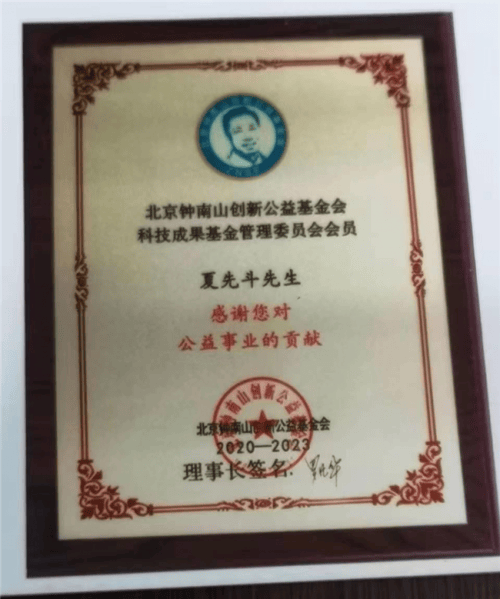 北京钟南山创新公益基金会
科技成果基金管理委员会会员
夏先斗先生
感谢您对
公益事业的贡献
北京钟南山创新公益基金会
2020—2023
理事长签名: